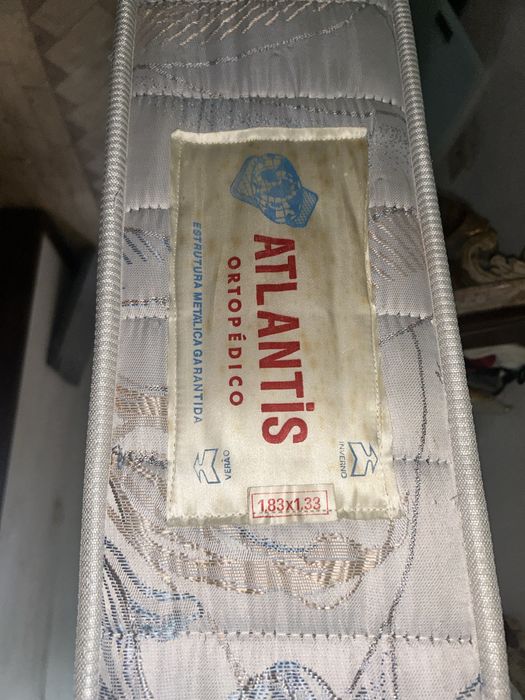 ATLANTiS
ORTOPÉDICO
ESTRUTURA METÁLICA GARANTIDA
VERÃO
INVERNO
1,83x1,33